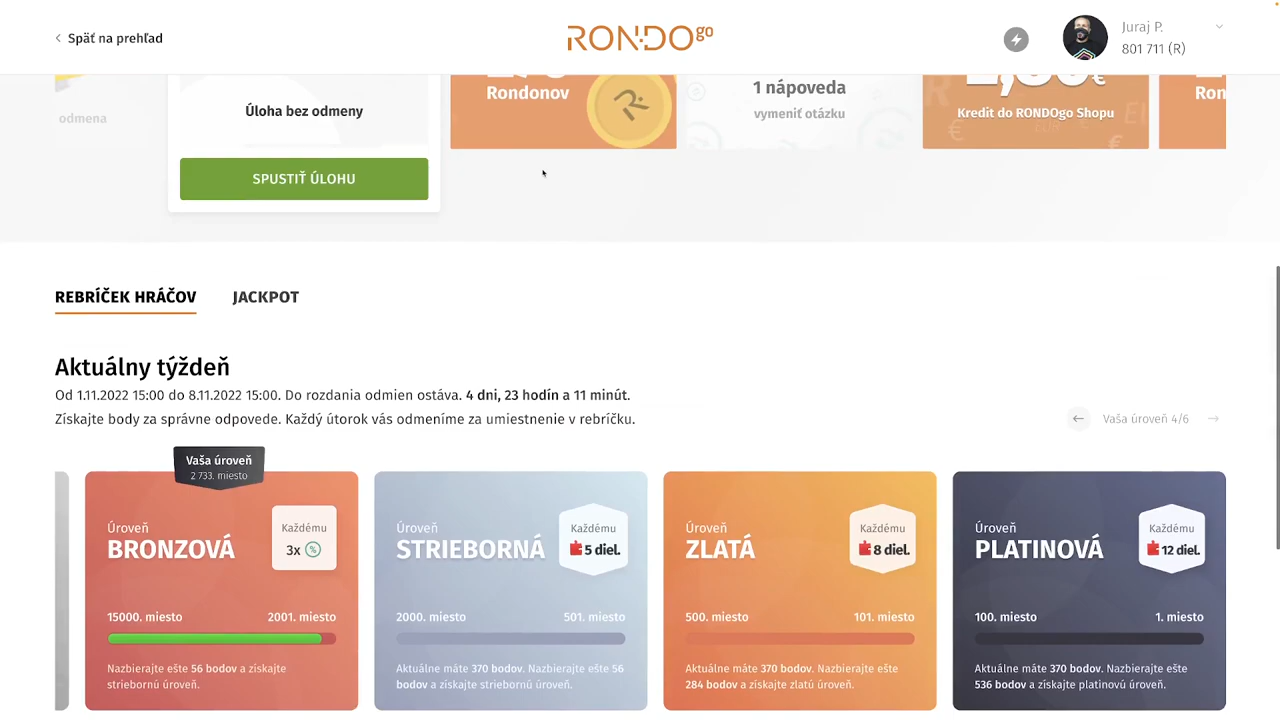 Späť na prehľad
RONDO go
Juraj P.
801 711 (R)
odmena
Úloha bez odmeny
SPUSTIŤ ÚLOHU
Rondonov
1 nápoveda
vymeniť otázku
Kredit do RONDOgo Shopu
Ron
REBRÍČEK HRÁČOV
JACKPOT
Aktuálny týždeň
Od 1.11.2022 15:00 do 8.11.2022 15:00. Do rozdania odmien ostáva. 4 dni, 23 hodín a 11 minút.
Získajte body za správne odpovede. Každý útorok vás odmeníme za umiestnenie v rebríčku.
Vaša úroveň 4/6
Vaša úroveň
2 733. miesto
Úroveň
BRONZOVÁ
Každému
3x %
15000. miesto
2001. miesto
Nazbierajte ešte 56 bodov a získajte
striebornú úroveň.
Úroveň
STRIEBORNÁ
Každému
5 diel.
2000. miesto
501. miesto
Aktuálne máte 370 bodov. Nazbierajte ešte 56
bodov a získajte striebornú úroveň.
Úroveň
ZLATÁ
Každému
8 diel.
500. miesto
101. miesto
Aktuálne máte 370 bodov. Nazbierajte ešte
284 bodov a získajte zlatú úroveň.
Úroveň
PLATINOVÁ
Každému
12 diel.
100. miesto
1. miesto
Aktuálne máte 370 bodov. Nazbierajte ešte
536 bodov a získajte platinovú úroveň.